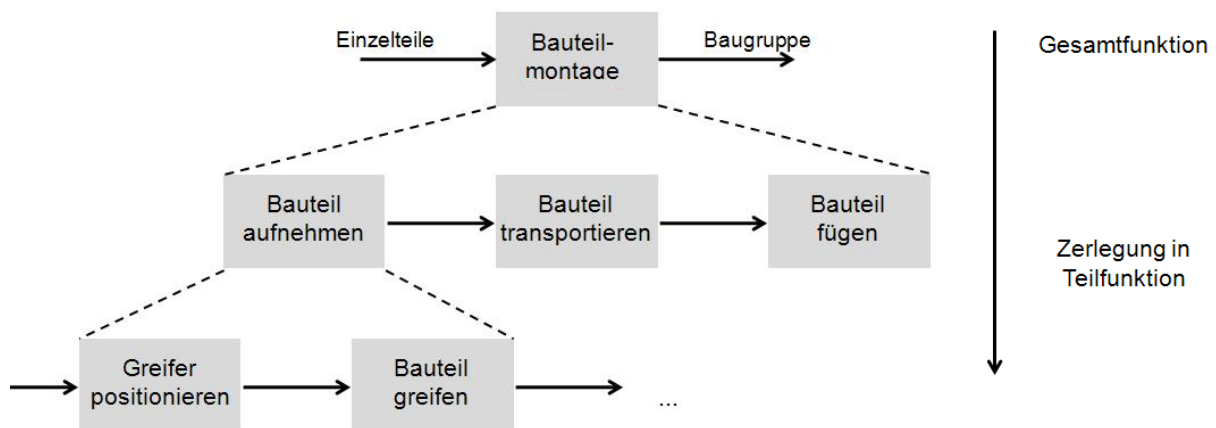 Einzelteile
Bauteil-
montage
Baugruppe
Gesamtfunktion
Bauteil
aufnehmen
Bauteil
transportieren
Bauteil
fügen
Zerlegung in
Teilfunktion
Greifer
positionieren
Bauteil
greifen
...